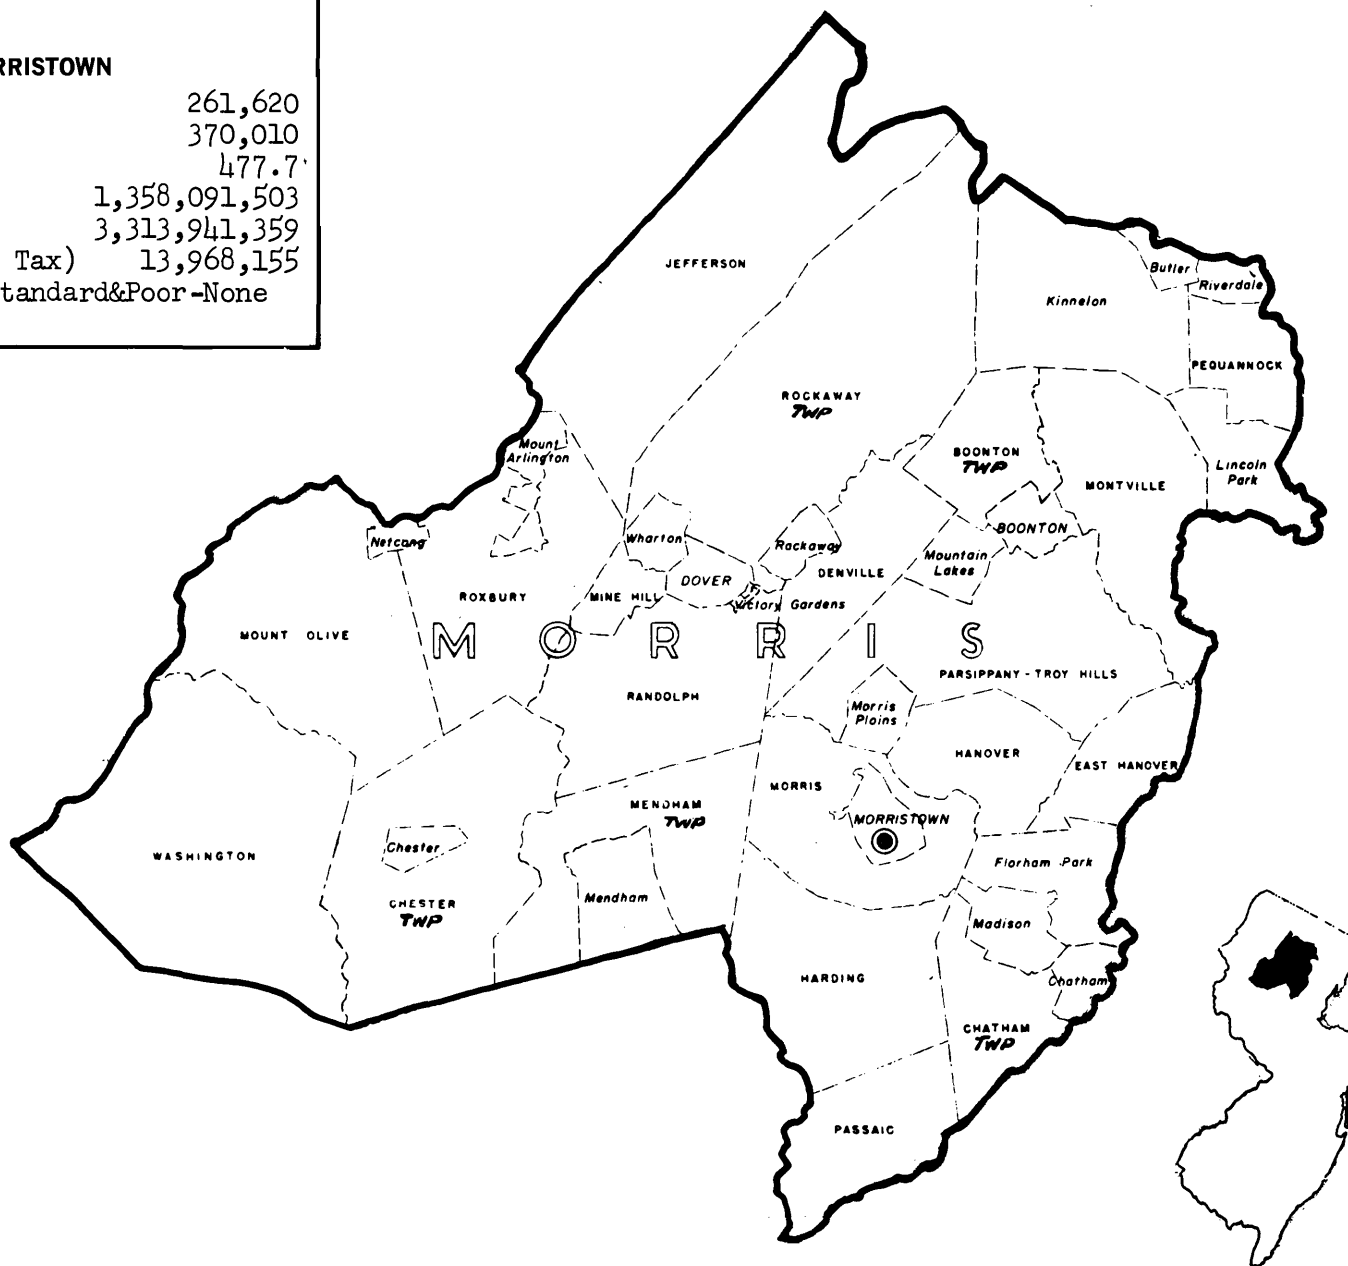 RRISTOWN
261,620
370,010
477.7
1,358,091,503
3,313,941,359
Tax) 13,968,155
tandard&Poor-None
JEFFERSON
Butler
Riverdale
Kinnelon
PEQUANNOCK
ROCKAWAY
TWP
Mount
Arlington
BOONTON
TWP
Lincoln
Park
MONTVILLE
BOONTON
Netcong
Wharton
Rockaway
Mountain
Lakes
DENVILLE
DOVER
ROXBURY
MINE HILL
Victory Gardens
MOUNT OLIVE
MORRIS
PARSIPPANY-TROY HILLS
RANDOLPH
Morris
Plains
HANOVER
EAST HANOVER
MORRIS
MENDHAM
TWP
MORRISTOWN
Chester
WASHINGTON
Florham Park
CHESTER
TWP
Mendham
Madison
HARDING
Chatham
CHATHAM
TWP
PASSAIC